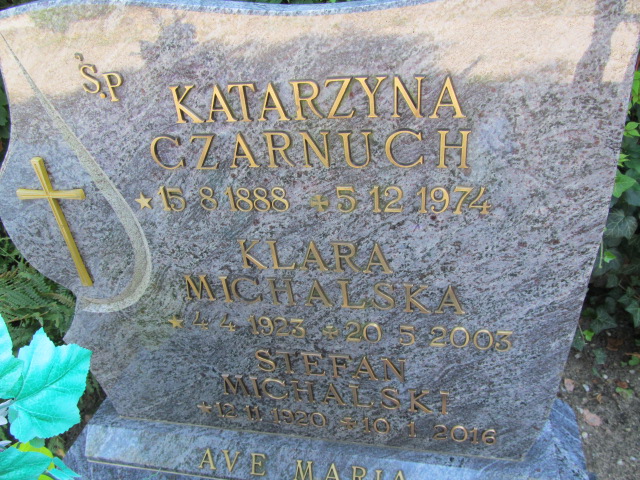 Ś.P
KATARZYNA
CZARNUCH
★15 8 1888 ✢5 12 1974
KLARA
MICHALSKA
★4 4 1923 ✢20 5 2003
STEFAN
MICHALSKI
★12 11 1920 ✢10 1 2016
AVE MARIA